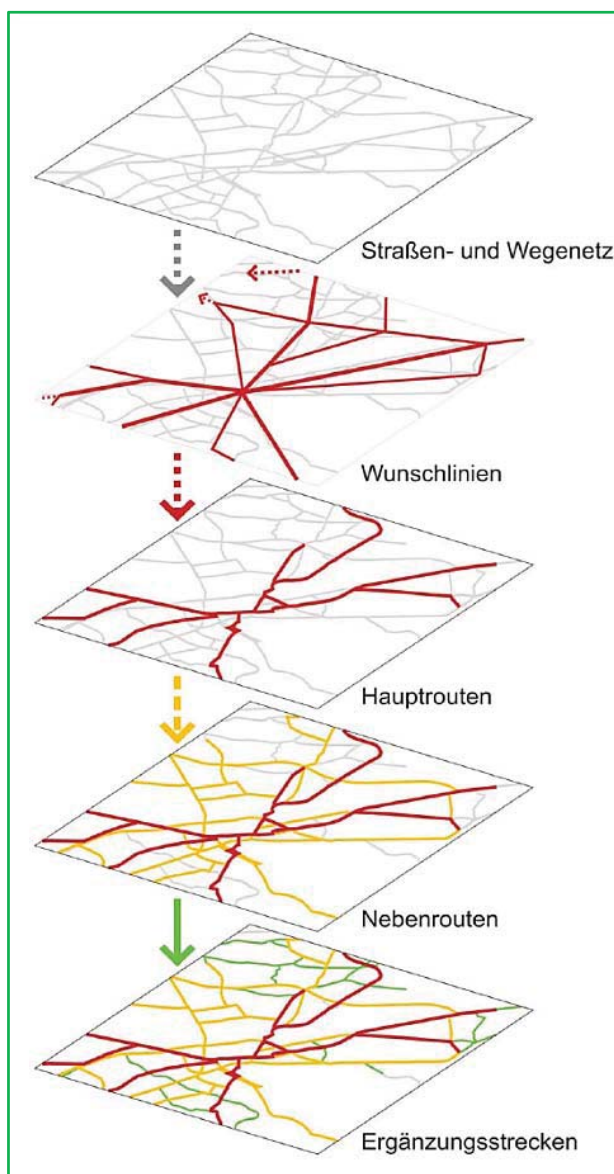 Straßen- und Wegenetz
Wunschlinien
Hauptrouten
Nebenrouten
Ergänzungsstrecken